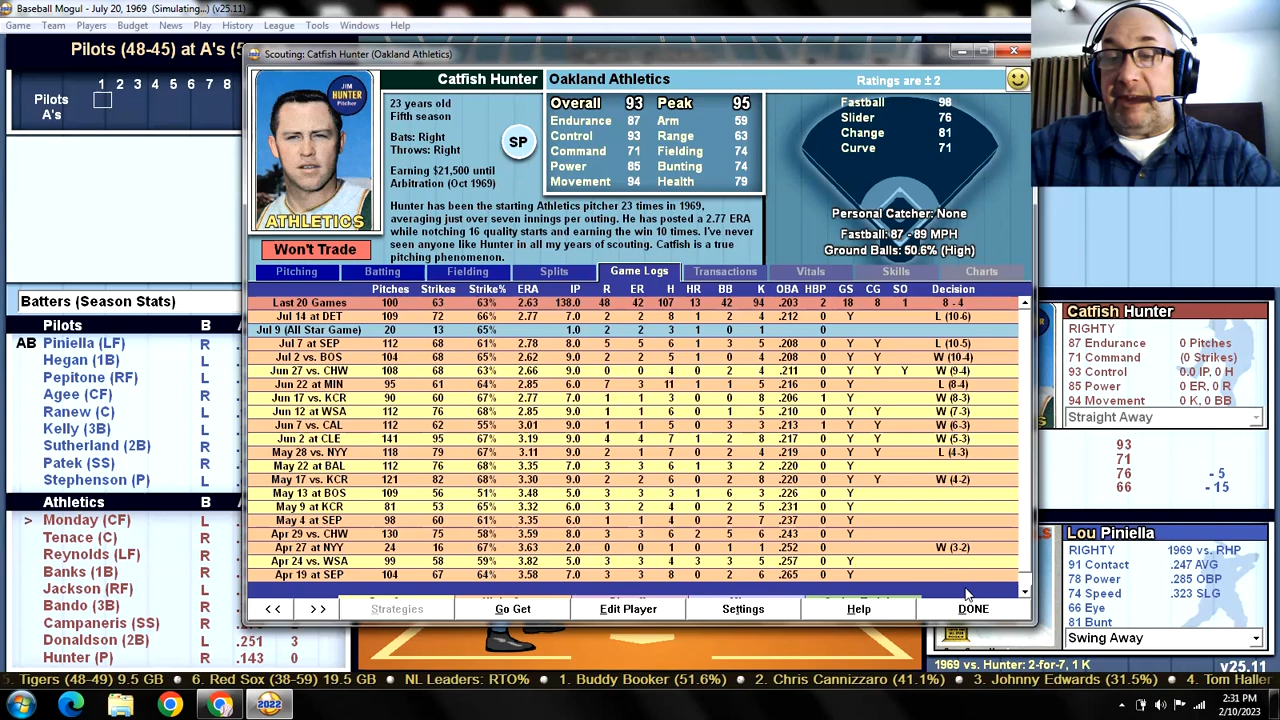 Baseball Mogul - July 20, 1969 (Simulating...) (v25.11)
Game Team Players Budget News Play History League Tools Windows Help
Pilots (48-45) at A's (5
1 2 3 4 5 6 7 8
Pilots
A's
Scouting: Catfish Hunter (Oakland Athletics)
JIM HUNTER Pitcher
ATHLETICS
Won't Trade
Catfish Hunter
23 years old
Fifth season
Bats: Right
Throws: Right
Earning $21,500 until
Arbitration (Oct 1969)
SP
Oakland Athletics
Overall 93 Peak 95
Endurance 87 Arm 59
Control 93 Range 63
Command 71 Fielding 74
Power 85 Bunting 74
Movement 94 Health 79
Hunter has been the starting Athletics pitcher 23 times in 1969,
averaging just over seven innings per outing. He has posted a 2.77 ERA
while notching 16 quality starts and earning the win 10 times. I've never
seen anyone like Hunter in all my years of scouting. Catfish is a true
pitching phenomenon.
Ratings are ± 2
Fastball 98
Slider 76
Change 81
Curve 71
Personal Catcher: None
Fastball: 87 - 89 MPH
Ground Balls: 50.6% (High)
Pitching Batting Fielding Splits Game Logs Transactions Vitals Skills Charts
Pitches Strikes Strike% ERA IP R ER H HR BB K OBA HBP GS CG SO Decision
Last 20 Games 100 63 63% 2.63 138.0 48 42 107 13 42 94 .203 2 18 8 1 8 - 4
Jul 14 at DET 109 72 66% 2.77 7.0 2 2 8 1 2 4 .212 0 Y L (10-6)
Jul 9 (All Star Game) 20 13 65% 1.0 2 2 3 1 0 1 0
Jul 7 at SEP 112 68 61% 2.78 8.0 5 5 6 1 3 5 .208 0 Y Y L (10-5)
Jul 2 vs. BOS 104 68 65% 2.62 9.0 2 2 5 1 0 4 .208 0 Y Y W (10-4)
Jun 27 vs. CHW 108 68 63% 2.66 9.0 0 0 4 0 2 4 .211 0 Y Y Y W (9-4)
Jun 22 at MIN 95 61 64% 2.85 6.0 7 3 11 1 1 5 .216 0 Y L (8-4)
Jun 17 vs. KCR 90 60 67% 2.77 7.0 1 1 3 0 0 8 .206 1 Y W (8-3)
Jun 12 at WSA 112 76 68% 2.85 9.0 1 1 6 0 1 5 .210 0 Y Y W (7-3)
Jun 7 vs. CAL 112 62 55% 3.01 9.0 1 1 5 0 3 3 .213 1 Y Y W (6-3)
Jun 2 at CLE 141 95 67% 3.19 9.0 4 4 6 1 2 8 .217 0 Y Y W (5-3)
May 28 vs. NYY 118 79 67% 3.11 9.0 2 1 7 0 2 4 .219 0 Y Y L (4-3)
May 22 at BAL 112 76 68% 3.35 7.0 3 3 6 1 3 2 .220 0 Y
May 17 vs. KCR 121 82 68% 3.30 9.0 2 2 6 0 2 8 .220 0 Y Y W (4-2)
May 13 at BOS 109 56 51% 3.48 5.0 3 3 3 1 6 3 .226 0 Y
May 9 at KCR 81 53 65% 3.32 6.0 3 3 4 0 2 5 .231 0 Y
May 4 at SEP 98 60 61% 3.35 6.0 1 1 4 0 2 7 .237 0 Y
Apr 29 vs. CHW 130 75 58% 3.59 8.0 3 3 6 2 5 6 .243 0 Y
Apr 27 at NYY 24 16 67% 3.63 2.0 0 0 1 0 1 1 .252 0 W (3-2)
Apr 24 vs. WSA 99 58 59% 3.82 5.0 3 3 4 3 3 5 .257 0 Y
Apr 19 at SEP 104 67 64% 3.58 7.0 3 3 8 0 2 6 .265 0 Y
<< >> Strategies Go Get Edit Player Settings Help DONE
Batters (Season Stats)
Pilots B
AB Piniella (LF) R
Hegan (1B) L
Pepitone (RF) L
Agee (CF) R
Ranew (C) L
Kelly (3B) L
Sutherland (2B) R
Patek (SS) R
Stephenson (P) R
Athletics B
> Monday (CF) L
Tenace (C) R
Reynolds (LF) R
Banks (1B) R
Jackson (RF) L
Bando (3B) R
Campaneris (SS) R
Donaldson (2B) L .251 3
Hunter (P) R .143 0
Catfish Hunter
RIGHTY
87 Endurance 0 Pitches
71 Command (0 Strikes)
93 Control 0.0 IP, 0 H
85 Power 0 ER, 0 R
94 Movement 0 K, 0 BB
Straight Away
93
71
76 - 5
66 - 15
Lou Piniella
RIGHTY 1969 vs. RHP
91 Contact .247 AVG
78 Power .285 OBP
74 Speed .323 SLG
66 Eye
81 Bunt
Swing Away
1969 vs. Hunter: 2-for-7, 1 K
v25.11
5. Tigers (48-49) 9.5 GB • 6. Red Sox (38-59) 19.5 GB • NL Leaders: RTO% • 1. Buddy Booker (51.6%) • 2. Chris Cannizzaro (41.1%) • 3. Johnny Edwards (31.5%) • 4. Tom Haller
2022
2:31 PM
2/10/2023